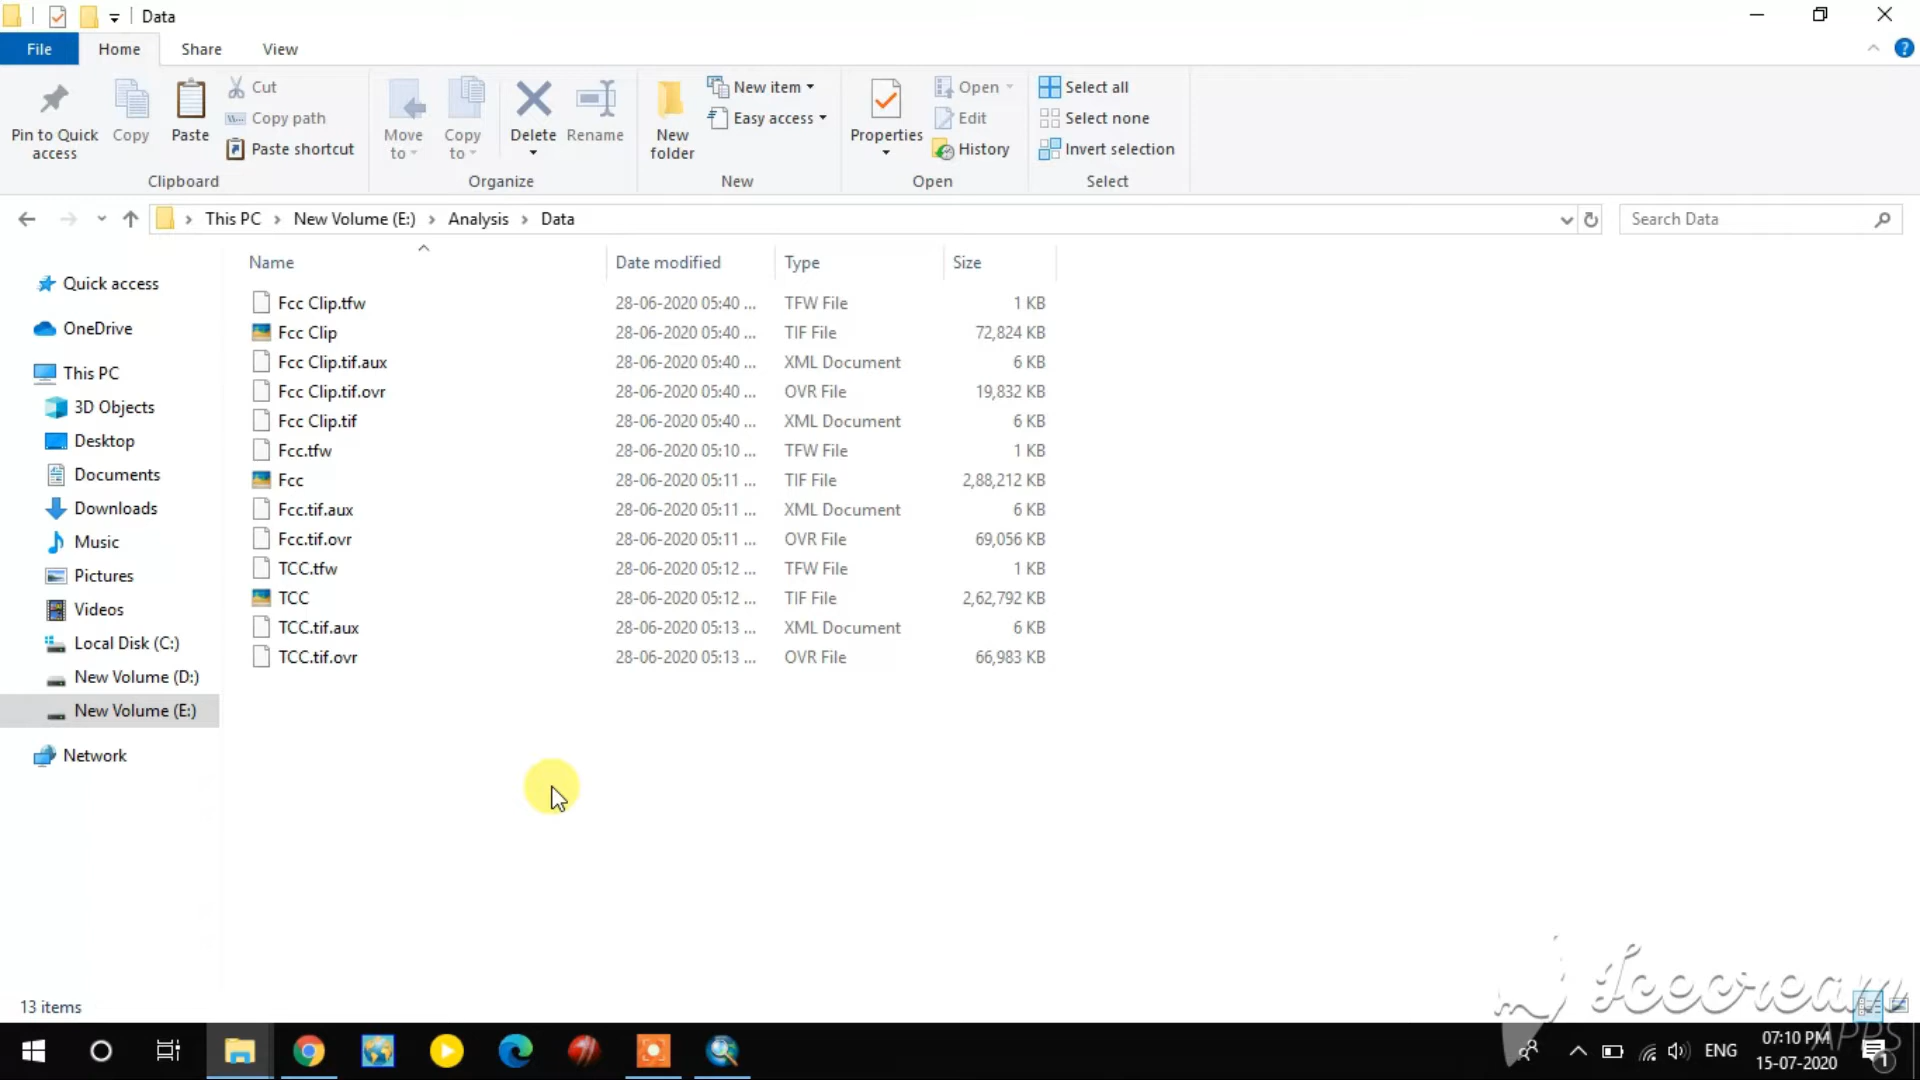 Data
File Home Share View
Pin to Quick access
Copy
Paste
Cut
Copy path
Paste shortcut
Clipboard
Move to
Copy to
Delete
Rename
Organize
New folder
New item
Easy access
New
Properties
Open
Edit
History
Open
Select all
Select none
Invert selection
Select
This PC › New Volume (E:) › Analysis › Data
Search Data
Quick access
OneDrive
This PC
3D Objects
Desktop
Documents
Downloads
Music
Pictures
Videos
Local Disk (C:)
New Volume (D:)
New Volume (E:)
Network
Name Date modified Type Size
Fcc Clip.tfw 28-06-2020 05:40 ... TFW File 1 KB
Fcc Clip 28-06-2020 05:40 ... TIF File 72,824 KB
Fcc Clip.tif.aux 28-06-2020 05:40 ... XML Document 6 KB
Fcc Clip.tif.ovr 28-06-2020 05:40 ... OVR File 19,832 KB
Fcc Clip.tif 28-06-2020 05:40 ... XML Document 6 KB
Fcc.tfw 28-06-2020 05:10 ... TFW File 1 KB
Fcc 28-06-2020 05:11 ... TIF File 2,88,212 KB
Fcc.tif.aux 28-06-2020 05:11 ... XML Document 6 KB
Fcc.tif.ovr 28-06-2020 05:11 ... OVR File 69,056 KB
TCC.tfw 28-06-2020 05:12 ... TFW File 1 KB
TCC 28-06-2020 05:12 ... TIF File 2,62,792 KB
TCC.tif.aux 28-06-2020 05:13 ... XML Document 6 KB
TCC.tif.ovr 28-06-2020 05:13 ... OVR File 66,983 KB
13 items
Icecream
APPS
ENG
07:10 PM
15-07-2020
1